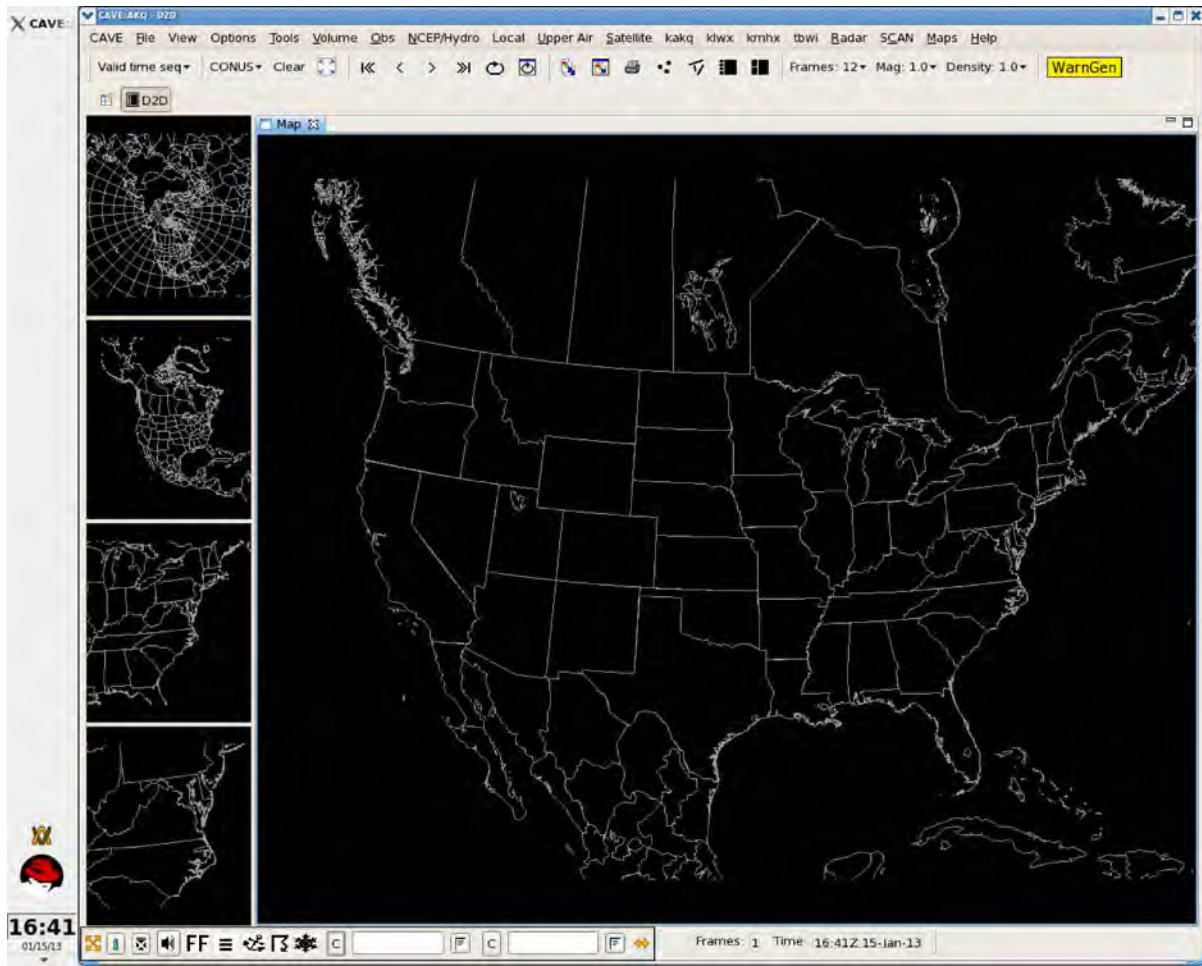 CAVE:
CAVE:AKQ - D2D
CAVE File View Options Tools Volume Obs NCEP/Hydro Local Upper Air Satellite kakq klwx kmhx tbwi Radar SCAN Maps Help
Valid time seq CONUS Clear Frames: 12 Mag: 1.0 Density: 1.0 WarnGen
D2D
Map
16:41
01/15/13
FF C C Frames: 1 Time 16:41Z 15-Jan-13